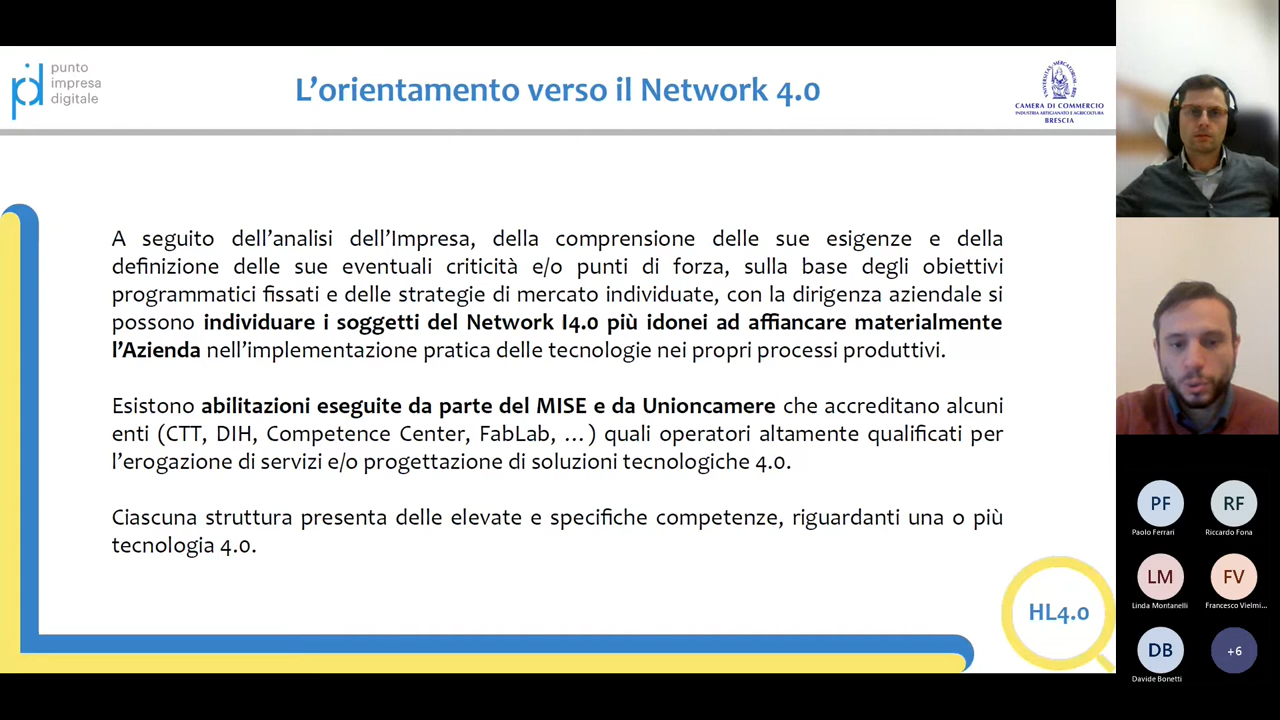 punto
impresa
digitale
L'orientamento verso il Network 4.0
CAMERA DI COMMERCIO
INDUSTRIA ARTIGIANATO E AGRICOLTURA
BRESCIA
A seguito dell'analisi dell'Impresa, della comprensione delle sue esigenze e della
definizione delle sue eventuali criticità e/o punti di forza, sulla base degli obiettivi
programmatici fissati e delle strategie di mercato individuate, con la dirigenza aziendale si
possono individuare i soggetti del Network I4.0 più idonei ad affiancare materialmente
l'Azienda nell'implementazione pratica delle tecnologie nei propri processi produttivi.
Esistono abilitazioni eseguite da parte del MISE e da Unioncamere che accreditano alcuni
enti (CTT, DIH, Competence Center, FabLab, …) quali operatori altamente qualificati per
l'erogazione di servizi e/o progettazione di soluzioni tecnologiche 4.0.
Ciascuna struttura presenta delle elevate e specifiche competenze, riguardanti una o più
tecnologia 4.0.
HL4.0
PF
RF
Paolo Ferrari
Riccardo Fona
LM
FV
Linda Montanelli
Francesco Vielmi...
DB
+6
Davide Bonetti